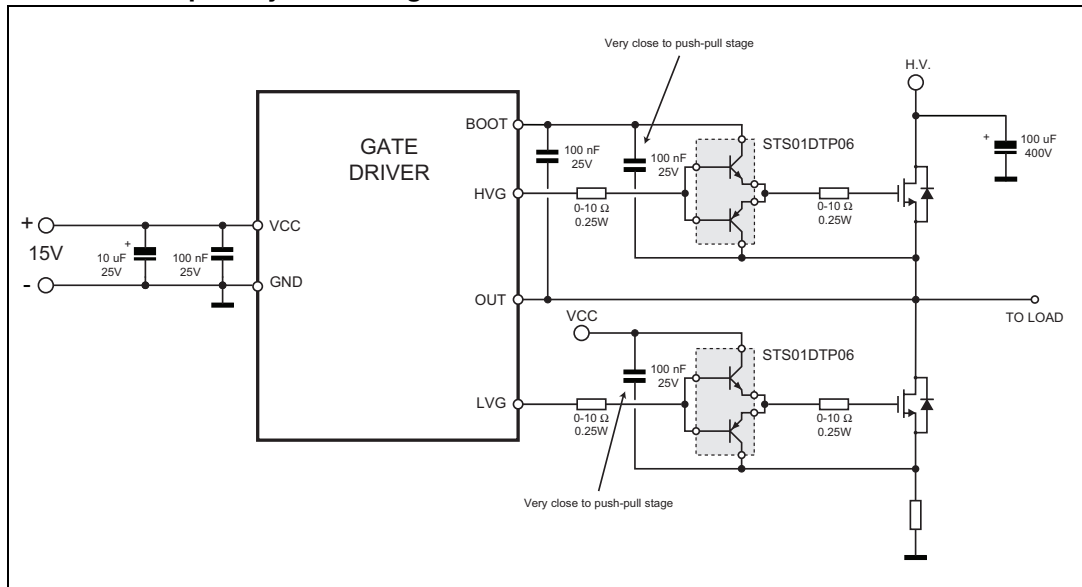 Very close to push-pull stage
H.V.
BOOT
STS01DTP06
+
100 uF
400V
GATE
DRIVER
100 nF
25V
100 nF
25V
HVG
0-10 Ω
0.25W
0-10 Ω
0.25W
+
VCC
15V
+
10 uF
25V
100 nF
25V
-
GND
OUT
TO LOAD
VCC
STS01DTP06
100 nF
25V
LVG
0-10 Ω
0.25W
0-10 Ω
0.25W
Very close to push-pull stage